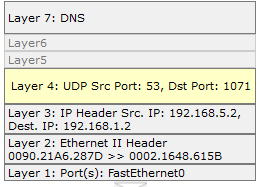 Layer 7: DNS
Layer6
Layer5
Layer 4: UDP Src Port: 53, Dst Port: 1071
Layer 3: IP Header Src. IP: 192.168.5.2,
Dest. IP: 192.168.1.2
Layer 2: Ethernet II Header
0090.21A6.287D >> 0002.1648.615B
Layer 1: Port(s): FastEthernet0